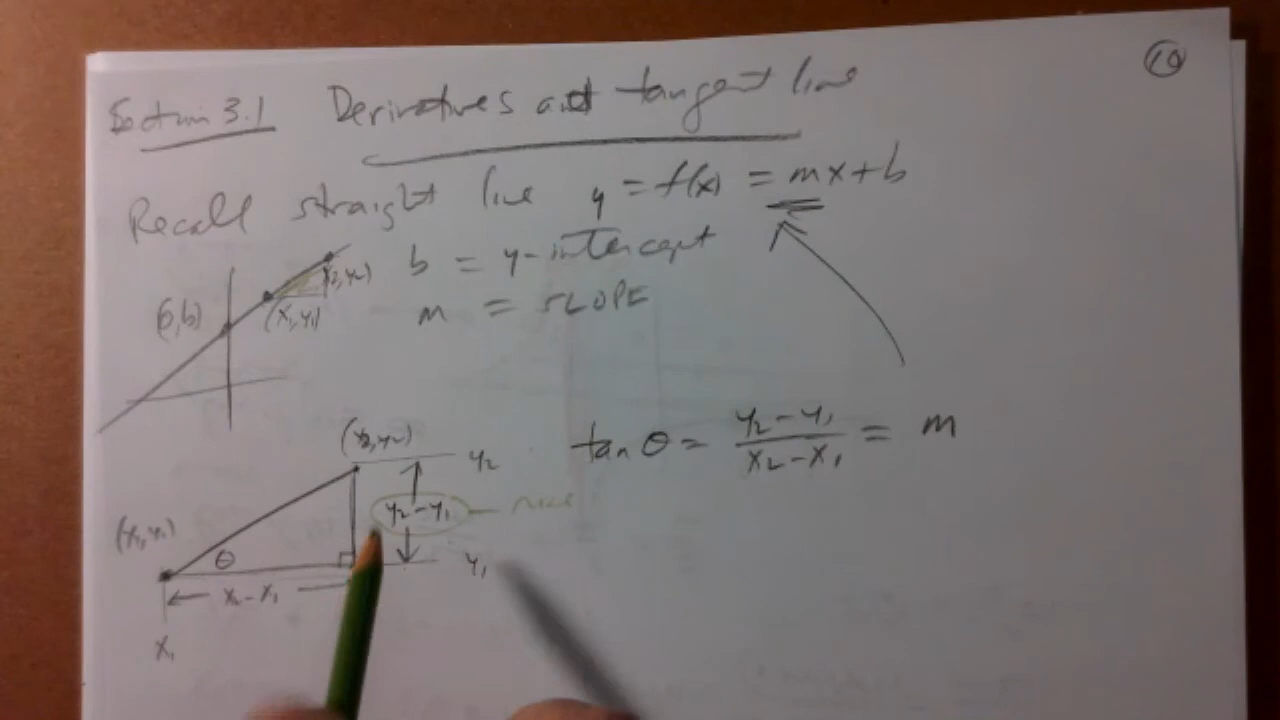 10
Section 3.1 Derivatives and tangent line
Recall straight line y = f(x) = mx+b
b = y-intercept
m = SLOPE
(x2,y2)
(0,b)
(x1,y1)
(x2,y2)
y2
tan θ = y2-y1 / x2-x1 = m
(x1,y1)
y2-y1
θ
y1
x2-x1
x1